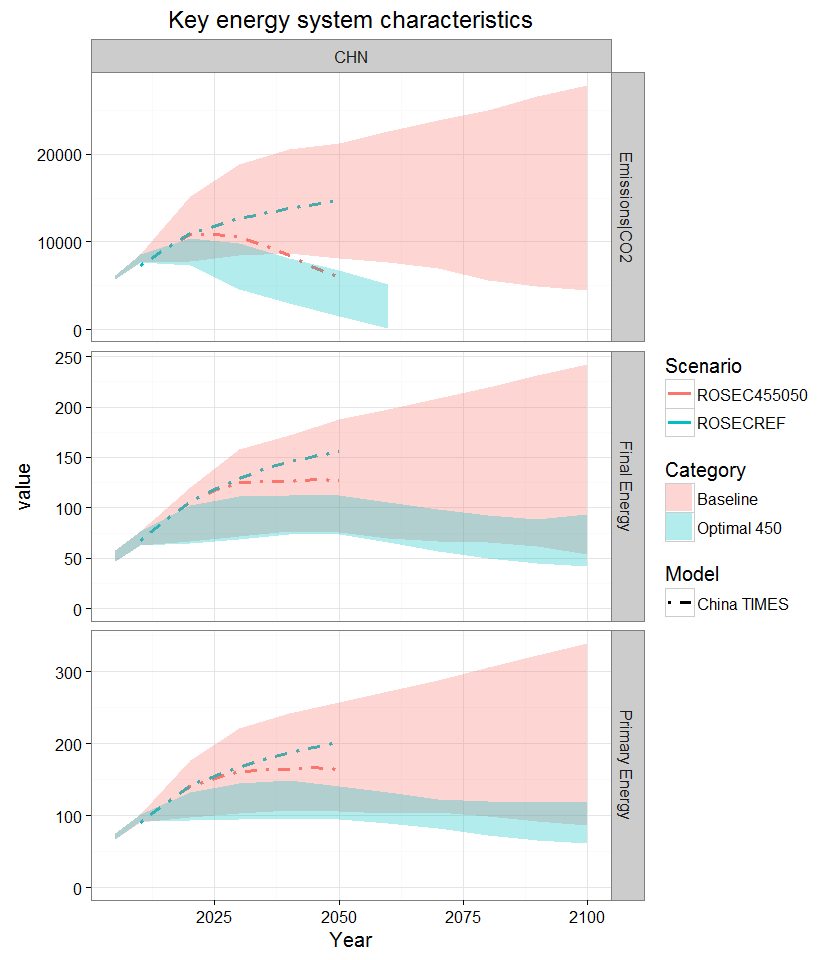 Key energy system characteristics
CHN
20000
10000
0
Emissions|CO2
250
200
150
100
50
0
Final Energy
300
200
100
0
Primary Energy
value
2025
2050
2075
2100
Year
Scenario
ROSEC455050
ROSECREF
Category
Baseline
Optimal 450
Model
China TIMES